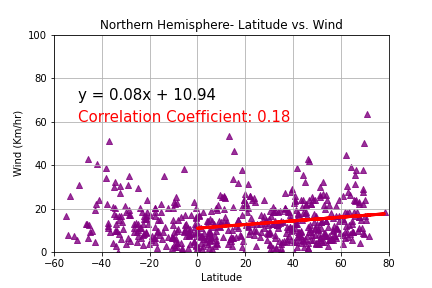 Northern Hemisphere- Latitude vs. Wind
100
80
60
40
20
0
y = 0.08x + 10.94
Correlation Coefficient: 0.18
Wind (Km/hr)
−60 −40 −20 0 20 40 60 80
Latitude